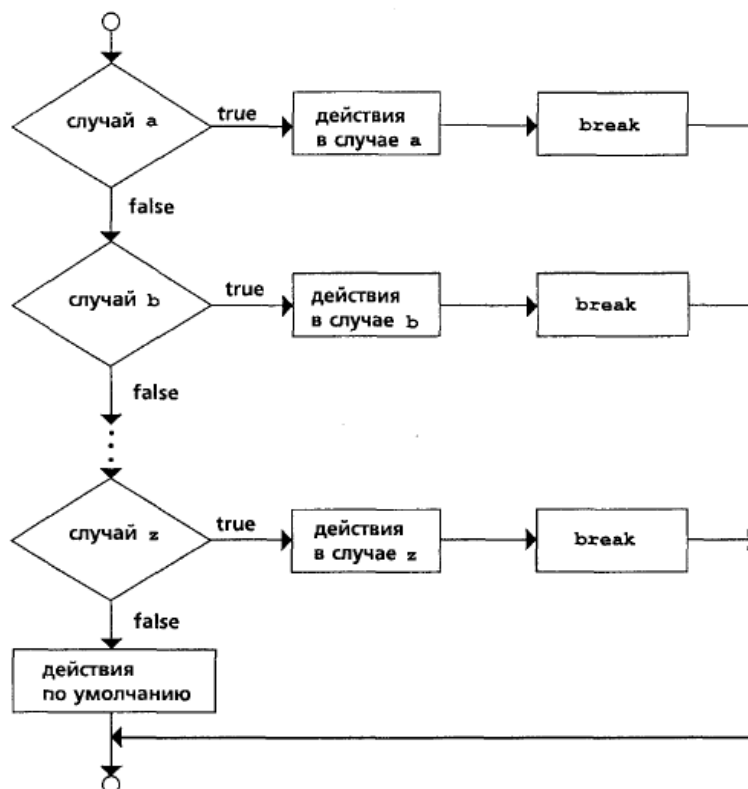 случай a
true
действия
в случае a
break
false
случай b
true
действия
в случае b
break
false
случай z
true
действия
в случае z
break
false
действия
по умолчанию